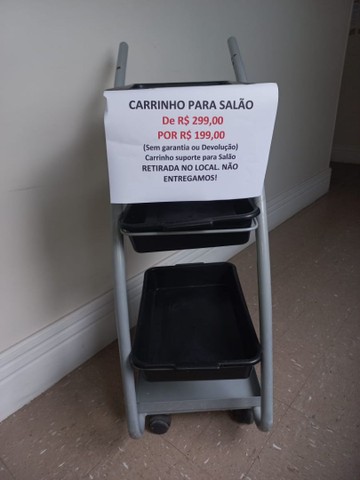 CARRINHO PARA SALÃO
De R$ 299,00
POR R$ 199,00
(Sem garantia ou Devolução)
Carrinho suporte para Salão
RETIRADA NO LOCAL. NÃO
ENTREGAMOS!